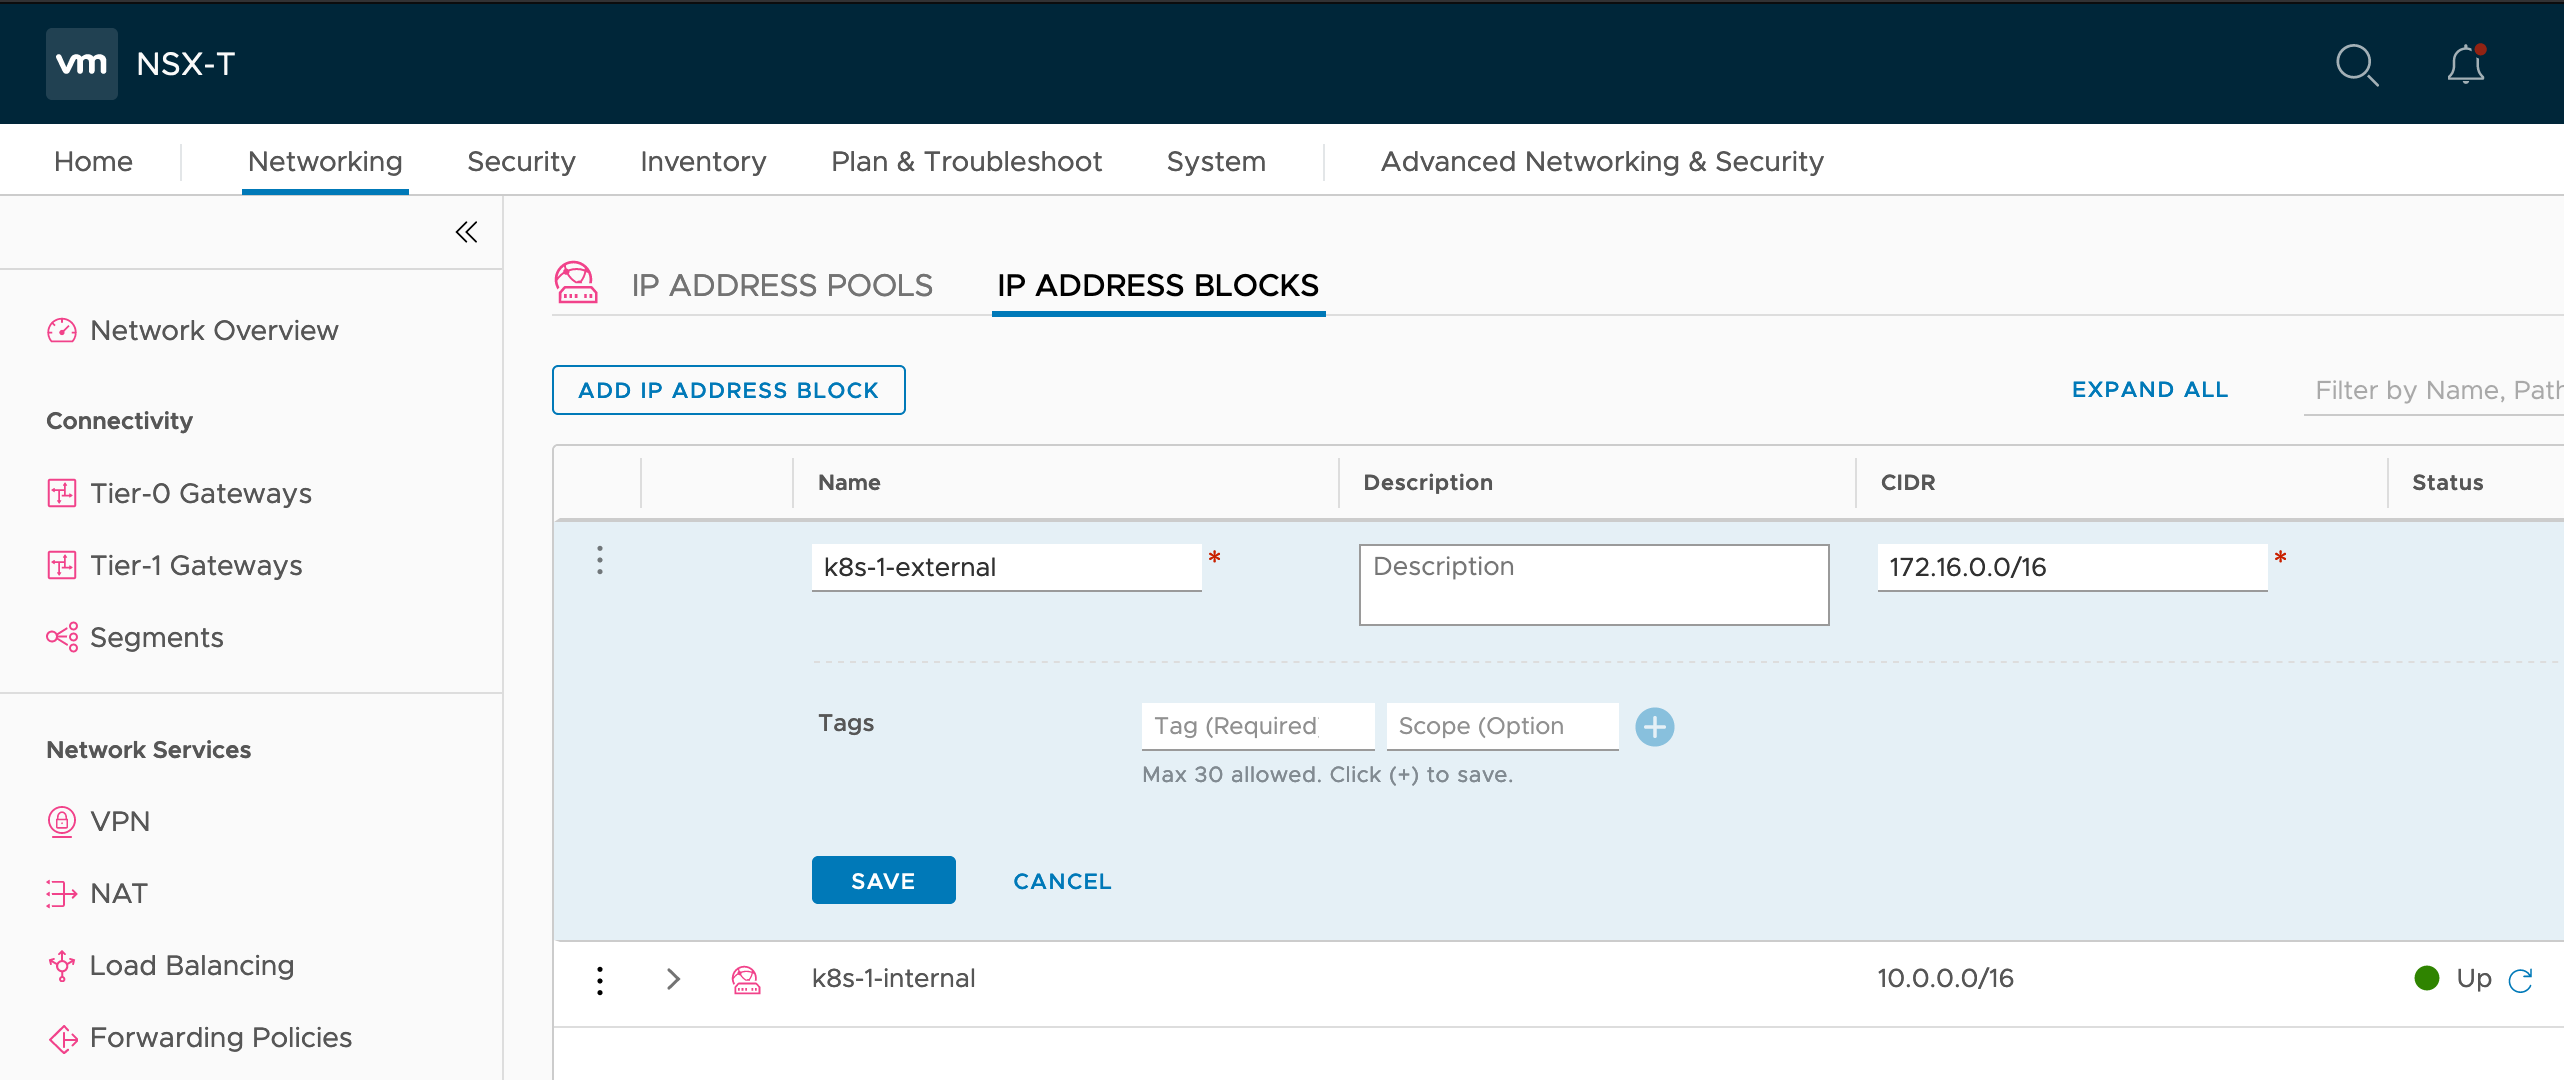 vm NSX-T
Home Networking Security Inventory Plan & Troubleshoot System Advanced Networking & Security
Network Overview
Connectivity
Tier-0 Gateways
Tier-1 Gateways
Segments
Network Services
VPN
NAT
Load Balancing
Forwarding Policies
IP ADDRESS POOLS IP ADDRESS BLOCKS
ADD IP ADDRESS BLOCK EXPAND ALL Filter by Name, Path
Name Description CIDR Status
k8s-1-external * Description 172.16.0.0/16 *
Tags Tag (Required) Scope (Option
Max 30 allowed. Click (+) to save.
SAVE CANCEL
k8s-1-internal 10.0.0.0/16 Up